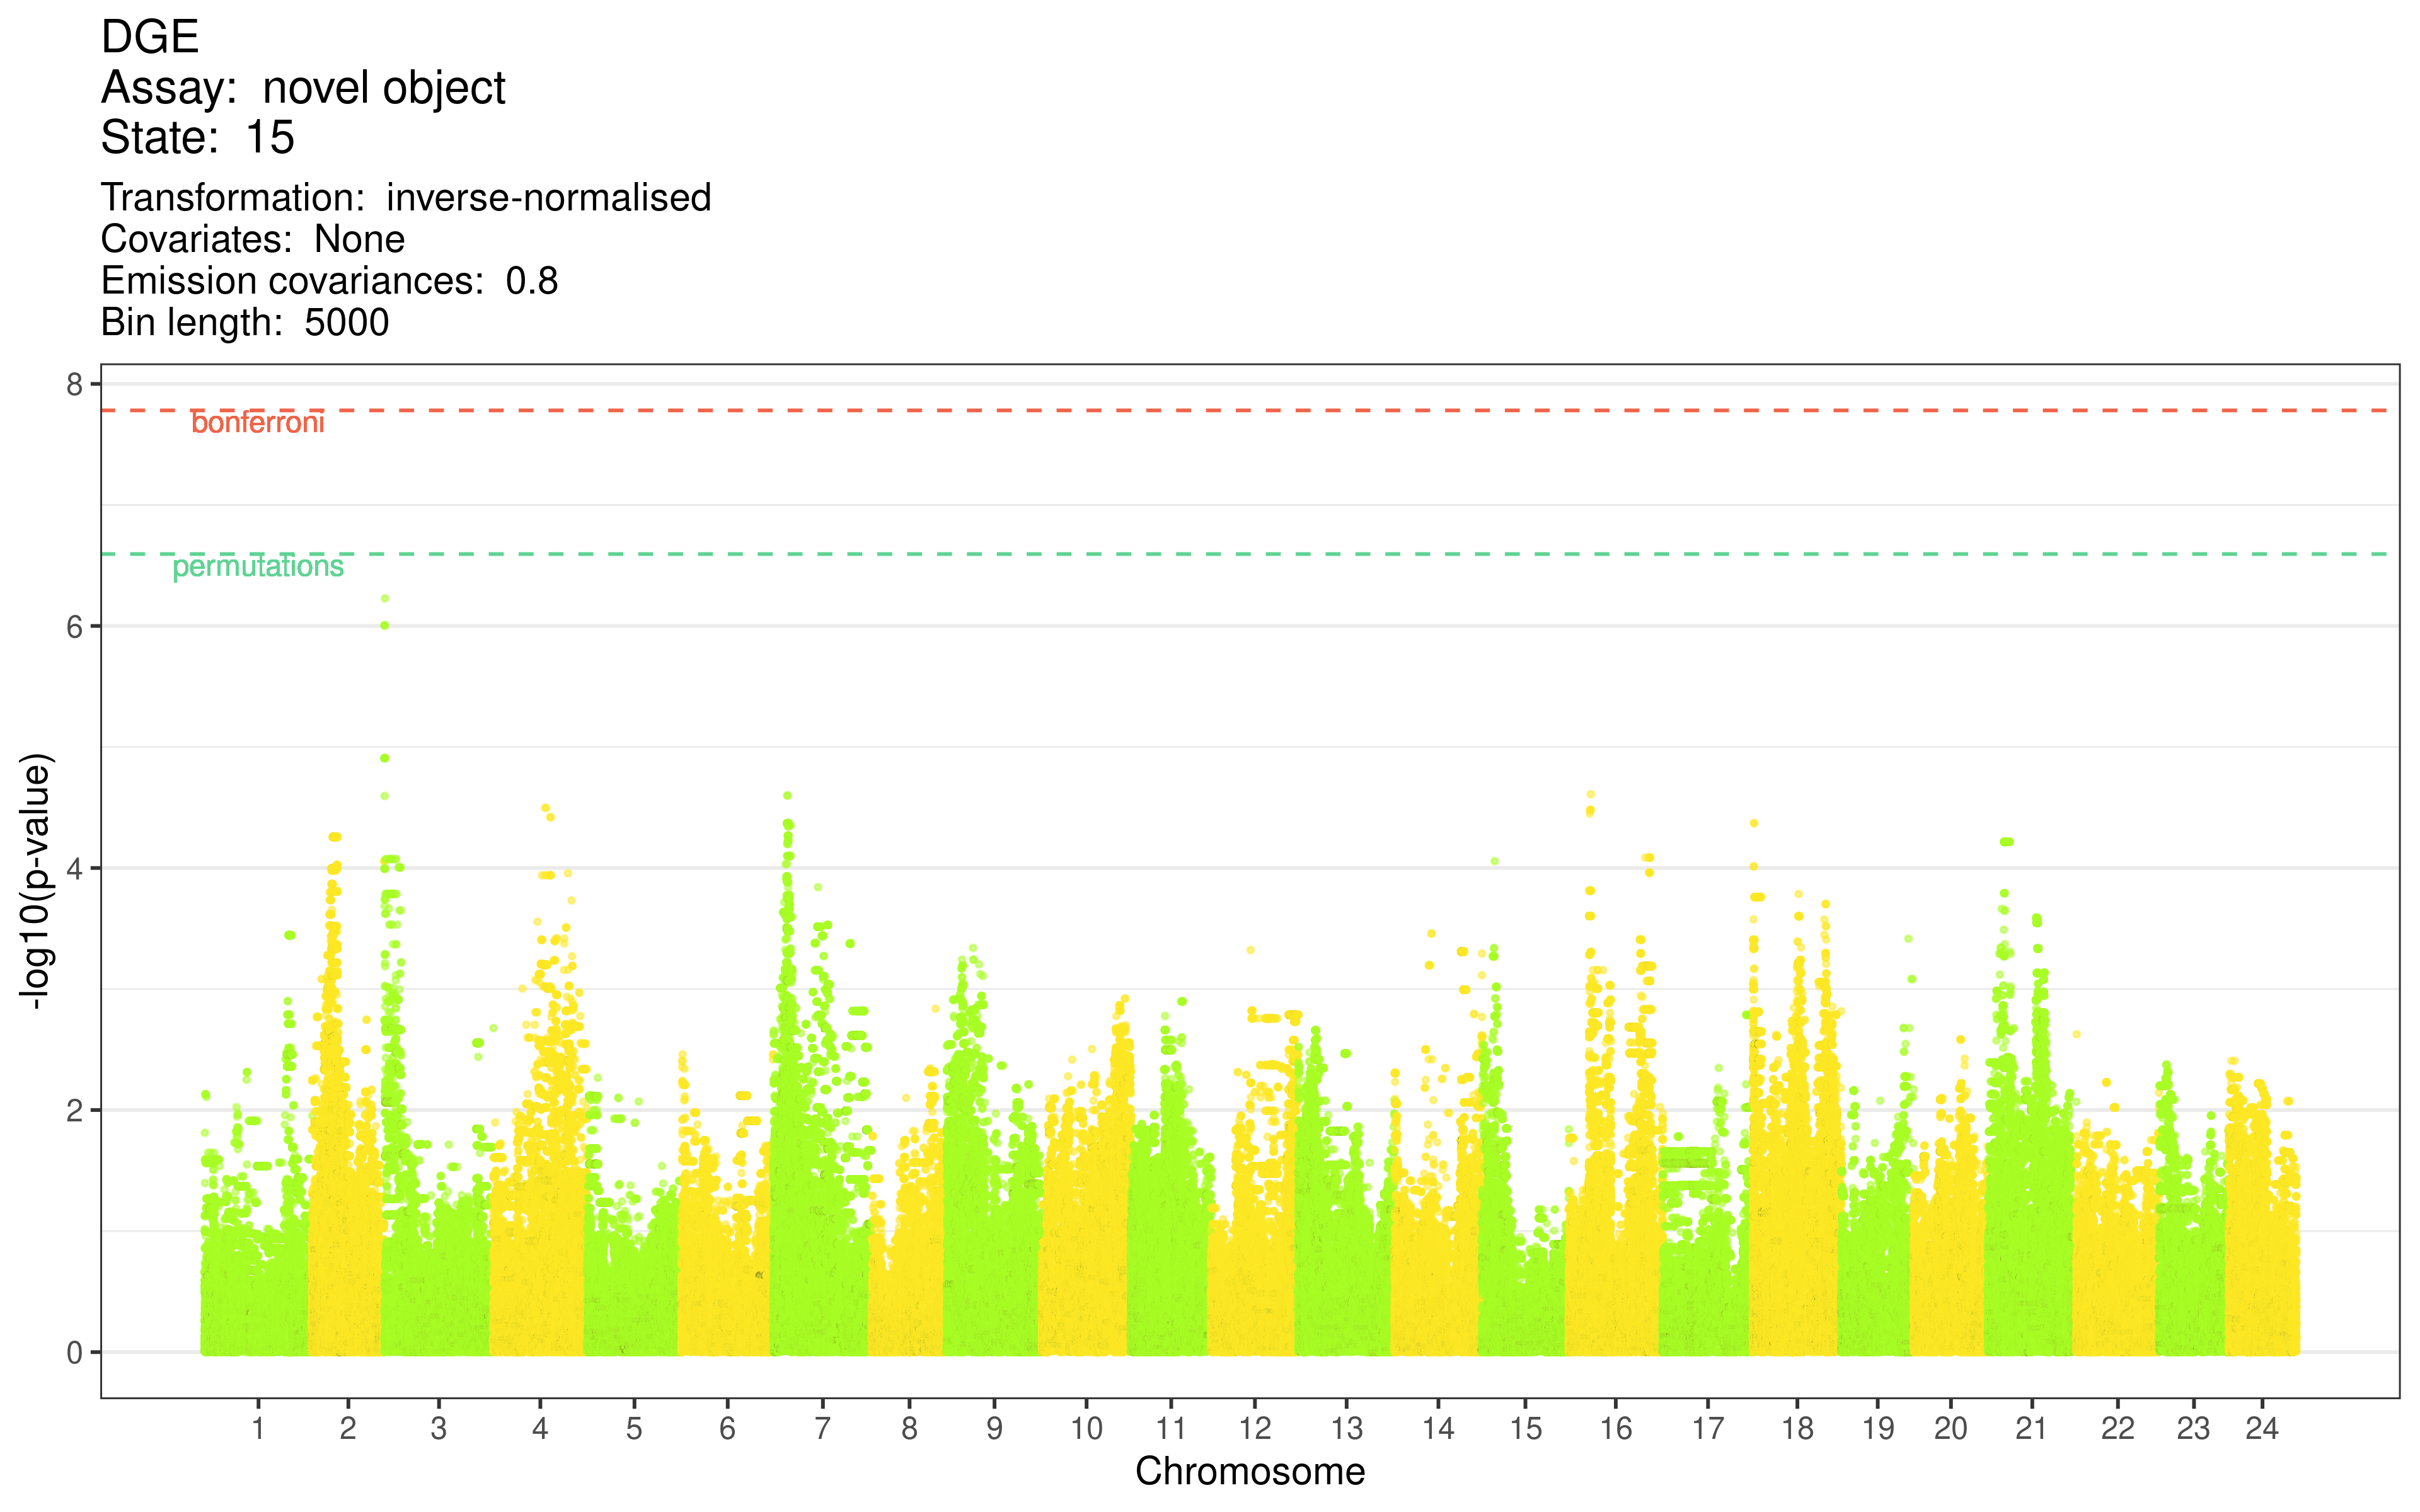 DGE
Assay:  novel object
State:  15
Transformation:  inverse-normalised
Covariates:  None
Emission covariances:  0.8
Bin length:  5000
8
bonferroni
permutations
6
4
2
0
-log10(p-value)
1 2 3 4 5 6 7 8 9 10 11 12 13 14 15 16 17 18 19 20 21 22 23 24
Chromosome